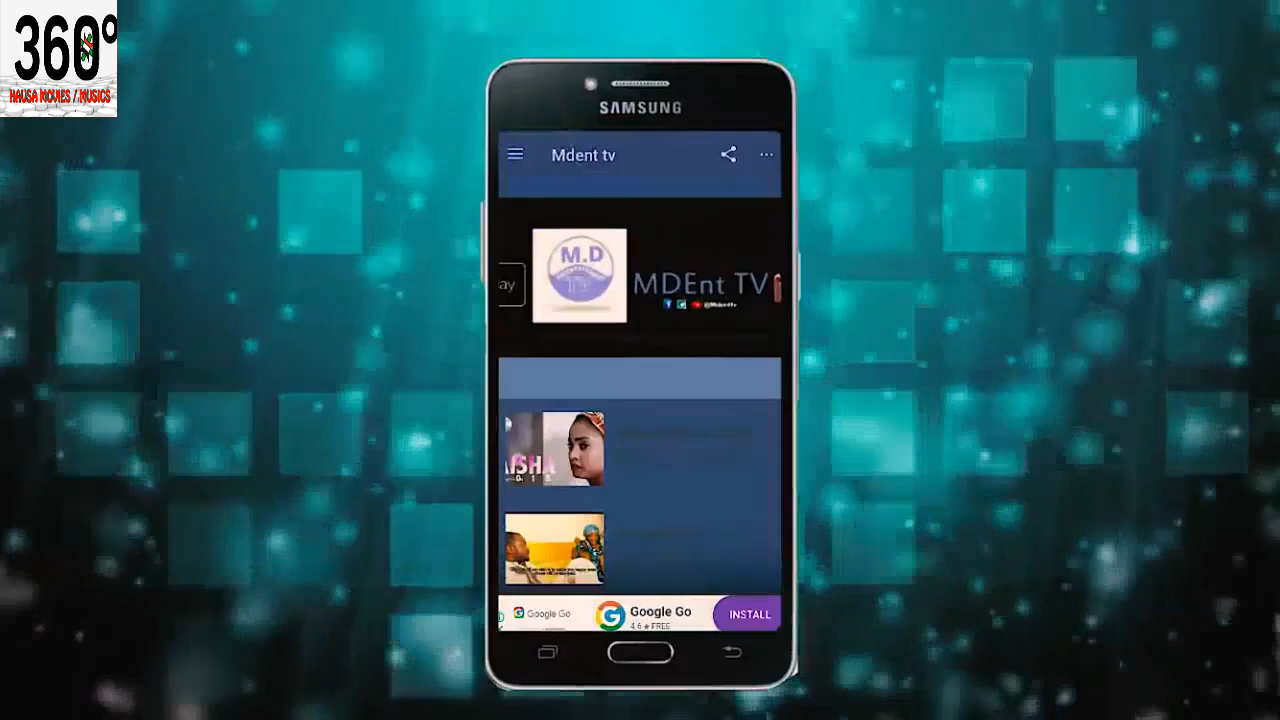 360°
HAUSA MOVIES / MUSICS
SAMSUNG
Mdent tv
ay
M.D
MDEnt TV
@Mdenttv
AISHA
Google Go
Google Go
4.6 ★ FREE
INSTALL